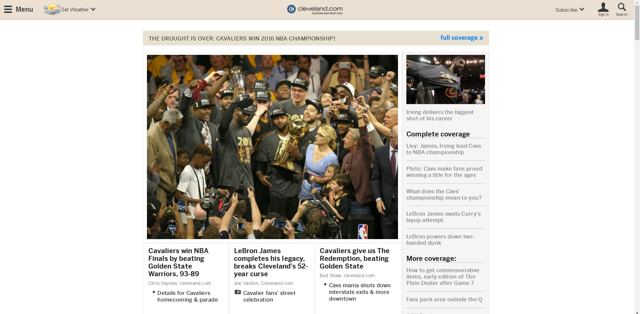 Menu
Set Weather
cleveland.com
Subscribe
Sign in
Search
THE DROUGHT IS OVER: CAVALIERS WIN 2016 NBA CHAMPIONSHIP!
full coverage »
Cavaliers win NBA
Finals by beating
Golden State
Warriors, 93-89
Chris Haynes, cleveland.com
Details for Cavaliers
homecoming & parade
LeBron James
completes his legacy,
breaks Cleveland's 52-
year curse
Joe Vardon, cleveland.com
Cavalier fans' street
celebration
Cavaliers give us The
Redemption, beating
Golden State
Bud Shaw, cleveland.com
Cavs mania shuts down
interstate exits & more
downtown
Irving delivers the biggest
shot of his career
Complete coverage
Livy: James, Irving lead Cavs
to NBA championship
Pluto: Cavs make fans proud
winning a title for the ages
What does the Cavs'
championship mean to you?
LeBron James swats Curry's
layup attempt
LeBron powers down two-
handed dunk
More coverage:
How to get commemorative
items, early edition of The
Plain Dealer after Game 7
Fans pack area outside the Q